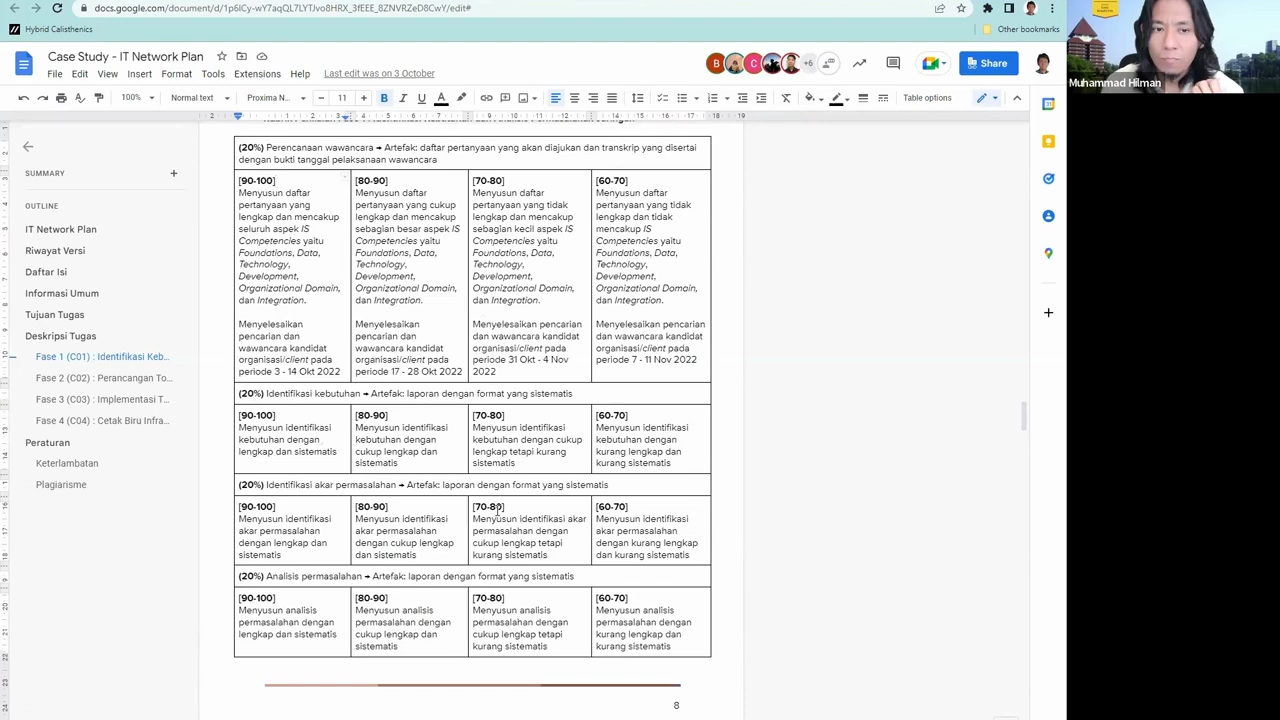 docs.google.com/document/d/1p6lCy-wY7aqQL7LYTJvo8HRX_3fEEE_8ZNVRZeD8CwY/edit#
Hybrid Calisthenics
Other bookmarks
Case Study - IT Network Plan
File Edit View Insert Format Tools Extensions Help Last edit was on 3 October
B
C
+6
Share
Muhammad Hilman
100%
Normal text
Proxima N...
11
Table options
SUMMARY
OUTLINE
IT Network Plan
Riwayat Versi
Daftar Isi
Informasi Umum
Tujuan Tugas
Deskripsi Tugas
Fase 1 (C01) : Identifikasi Keb...
Fase 2 (C02) : Perancangan To...
Fase 3 (C03) : Implementasi T...
Fase 4 (C04) : Cetak Biru Infra...
Peraturan
Keterlambatan
Plagiarisme
(20%) Perencanaan wawancara → Artefak: daftar pertanyaan yang akan diajukan dan transkrip yang disertai
dengan bukti tanggal pelaksanaan wawancara
[90-100]
Menyusun daftar
pertanyaan yang
lengkap dan mencakup
seluruh aspek IS
Competencies yaitu
Foundations, Data,
Technology,
Development,
Organizational Domain,
dan Integration.
Menyelesaikan
pencarian dan
wawancara kandidat
organisasi/client pada
periode 3 - 14 Okt 2022
[80-90]
Menyusun daftar
pertanyaan yang cukup
lengkap dan mencakup
sebagian besar aspek IS
Competencies yaitu
Foundations, Data,
Technology,
Development,
Organizational Domain,
dan Integration.
Menyelesaikan
pencarian dan
wawancara kandidat
organisasi/client pada
periode 17 - 28 Okt 2022
[70-80]
Menyusun daftar
pertanyaan yang tidak
lengkap dan mencakup
sebagian kecil aspek IS
Competencies yaitu
Foundations, Data,
Technology,
Development,
Organizational Domain,
dan Integration.
Menyelesaikan pencarian
dan wawancara kandidat
organisasi/client pada
periode 31 Okt - 4 Nov
2022
[60-70]
Menyusun daftar
pertanyaan yang tidak
lengkap dan tidak
mencakup IS
Competencies yaitu
Foundations, Data,
Technology,
Development,
Organizational Domain,
dan Integration.
Menyelesaikan pencarian
dan wawancara kandidat
organisasi/client pada
periode 7 - 11 Nov 2022
(20%) Identifikasi kebutuhan → Artefak: laporan dengan format yang sistematis
[90-100]
Menyusun identifikasi
kebutuhan dengan
lengkap dan sistematis
[80-90]
Menyusun identifikasi
kebutuhan dengan
cukup lengkap dan
sistematis
[70-80]
Menyusun identifikasi
kebutuhan dengan cukup
lengkap tetapi kurang
sistematis
[60-70]
Menyusun identifikasi
kebutuhan dengan
kurang lengkap dan
kurang sistematis
(20%) Identifikasi akar permasalahan → Artefak: laporan dengan format yang sistematis
[90-100]
Menyusun identifikasi
akar permasalahan
dengan lengkap dan
sistematis
[80-90]
Menyusun identifikasi
akar permasalahan
dengan cukup lengkap
dan sistematis
[70-80]
Menyusun identifikasi akar
permasalahan dengan
cukup lengkap tetapi
kurang sistematis
[60-70]
Menyusun identifikasi
akar permasalahan
dengan kurang lengkap
dan kurang sistematis
(20%) Analisis permasalahan → Artefak: laporan dengan format yang sistematis
[90-100]
Menyusun analisis
permasalahan dengan
lengkap dan sistematis
[80-90]
Menyusun analisis
permasalahan dengan
cukup lengkap dan
sistematis
[70-80]
Menyusun analisis
permasalahan dengan
cukup lengkap tetapi
kurang sistematis
[60-70]
Menyusun analisis
permasalahan dengan
kurang lengkap dan
kurang sistematis
8